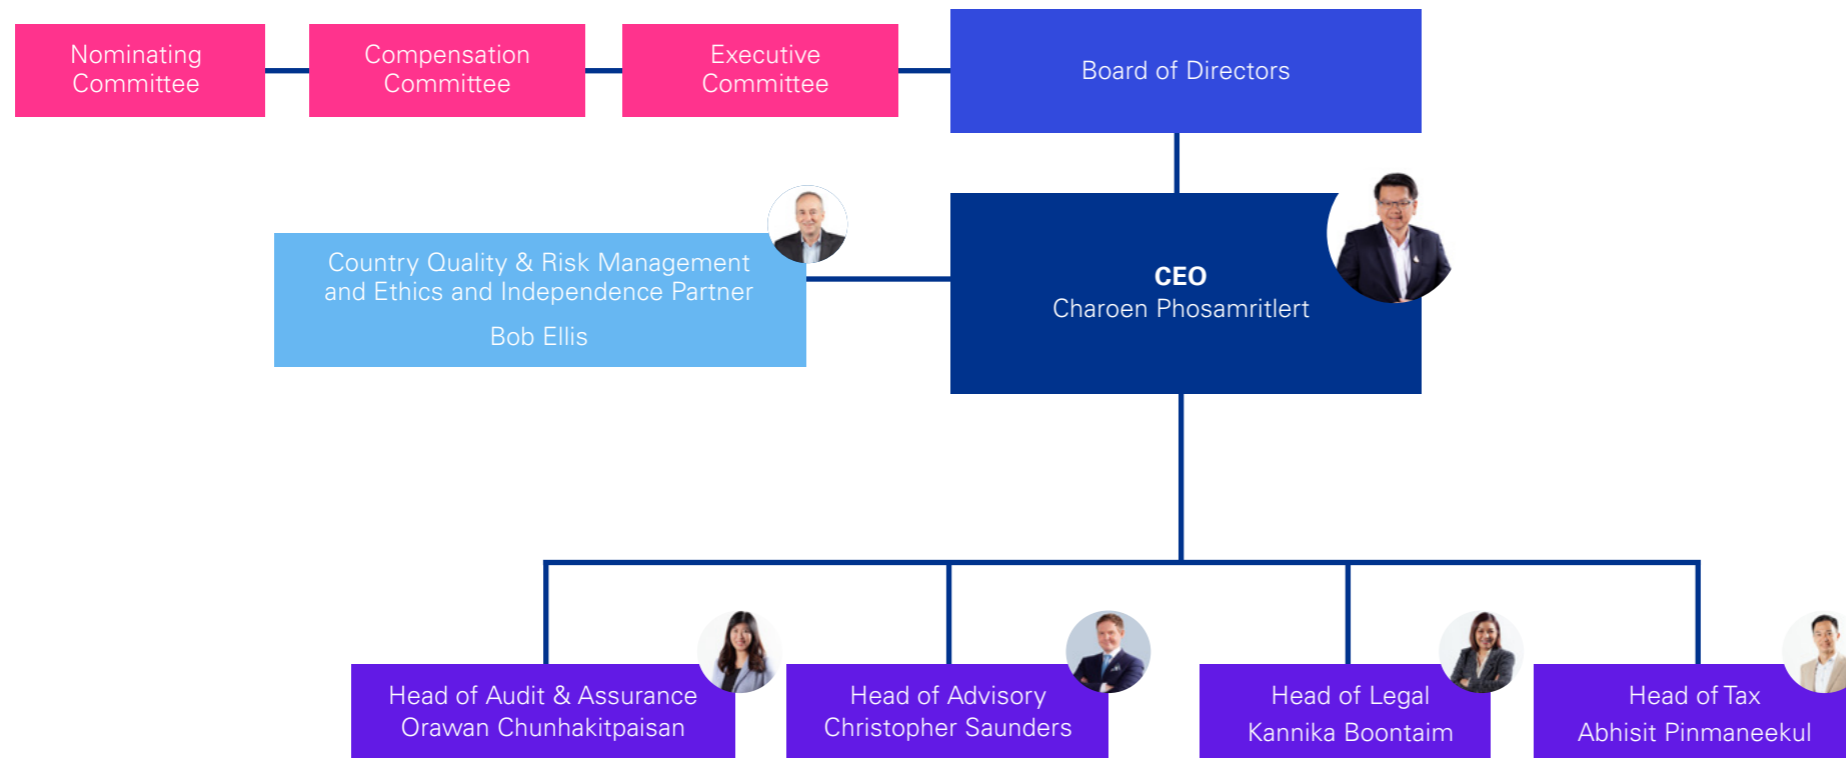 Nominating
Committee
Compensation
Committee
Executive
Committee
Board of Directors
Country Quality & Risk Management
and Ethics and Independence Partner
Bob Ellis
CEO
Charoen Phosamritlert
Head of Audit & Assurance
Orawan Chunhakitpaisan
Head of Advisory
Christopher Saunders
Head of Legal
Kannika Boontaim
Head of Tax
Abhisit Pinmaneekul